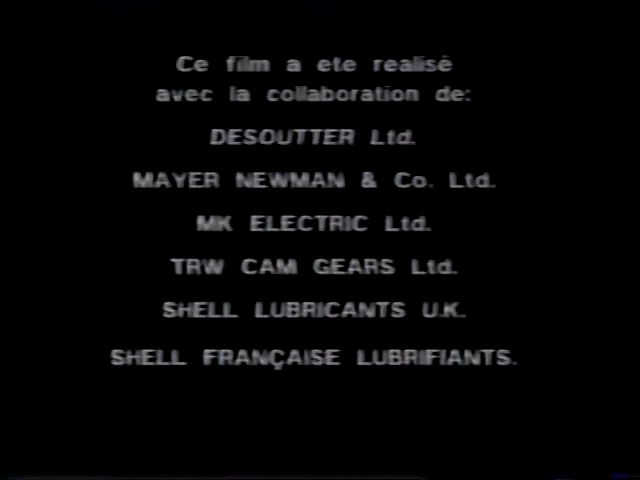 Ce film a ete realisé
avec la collaboration de:
DESOUTTER Ltd.
MAYER NEWMAN & Co. Ltd.
MK ELECTRIC Ltd.
TRW CAM GEARS Ltd.
SHELL LUBRICANTS U.K.
SHELL FRANÇAISE LUBRIFIANTS.